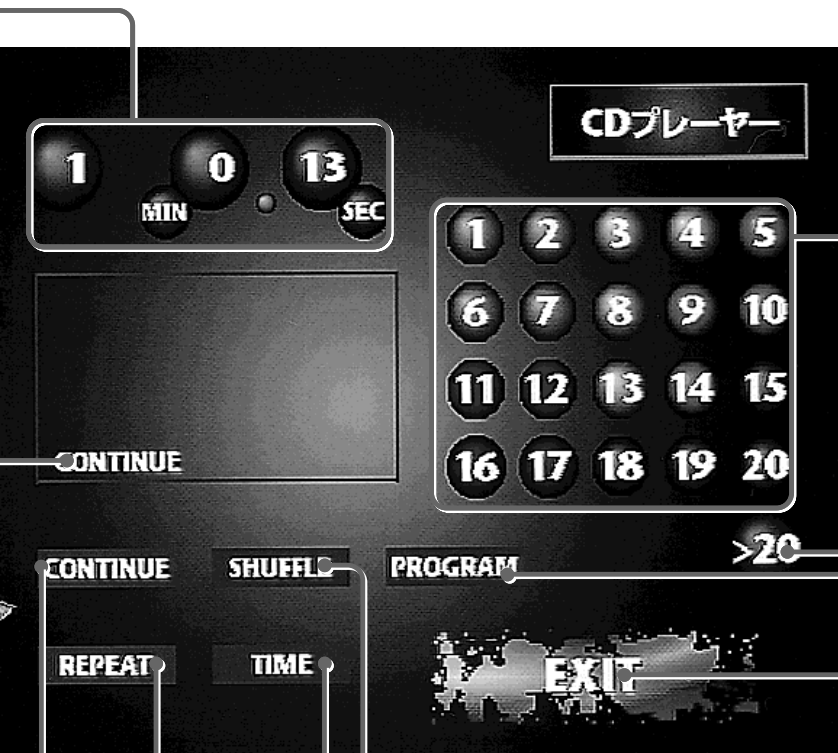 CDプレーヤー
1 0 13
MIN SEC
1 2 3 4 5
6 7 8 9 10
11 12 13 14 15
16 17 18 19 20
CONTINUE
>20
CONTINUE SHUFFLE PROGRAM
REPEAT TIME EXIT